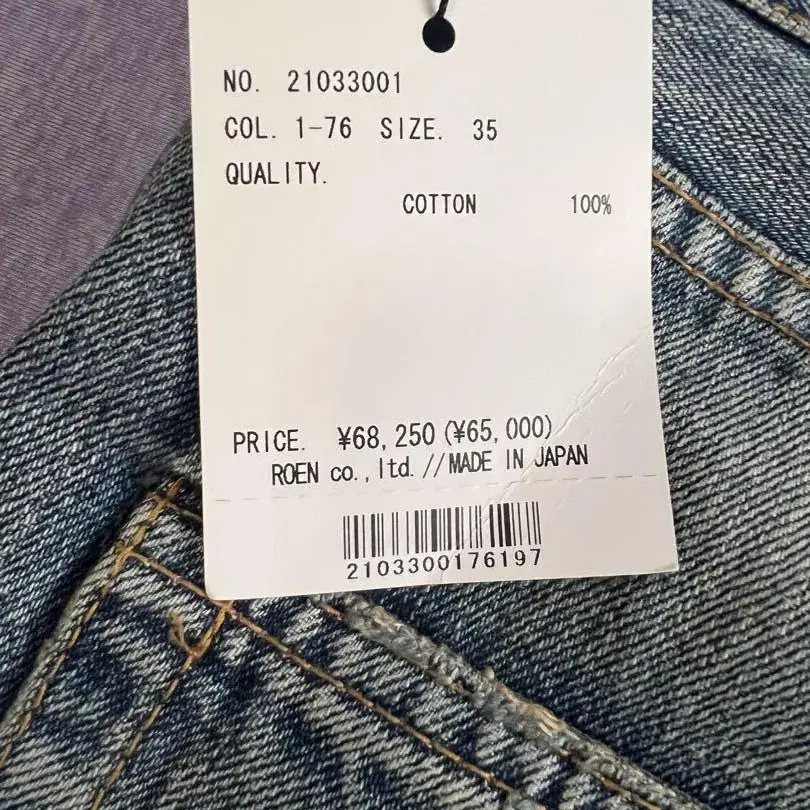 NO. 21033001
COL. 1-76 SIZE. 35
QUALITY.
COTTON 100%
PRICE. ¥68,250(¥65,000)
ROEN co.,ltd.//MADE IN JAPAN
2103300176197